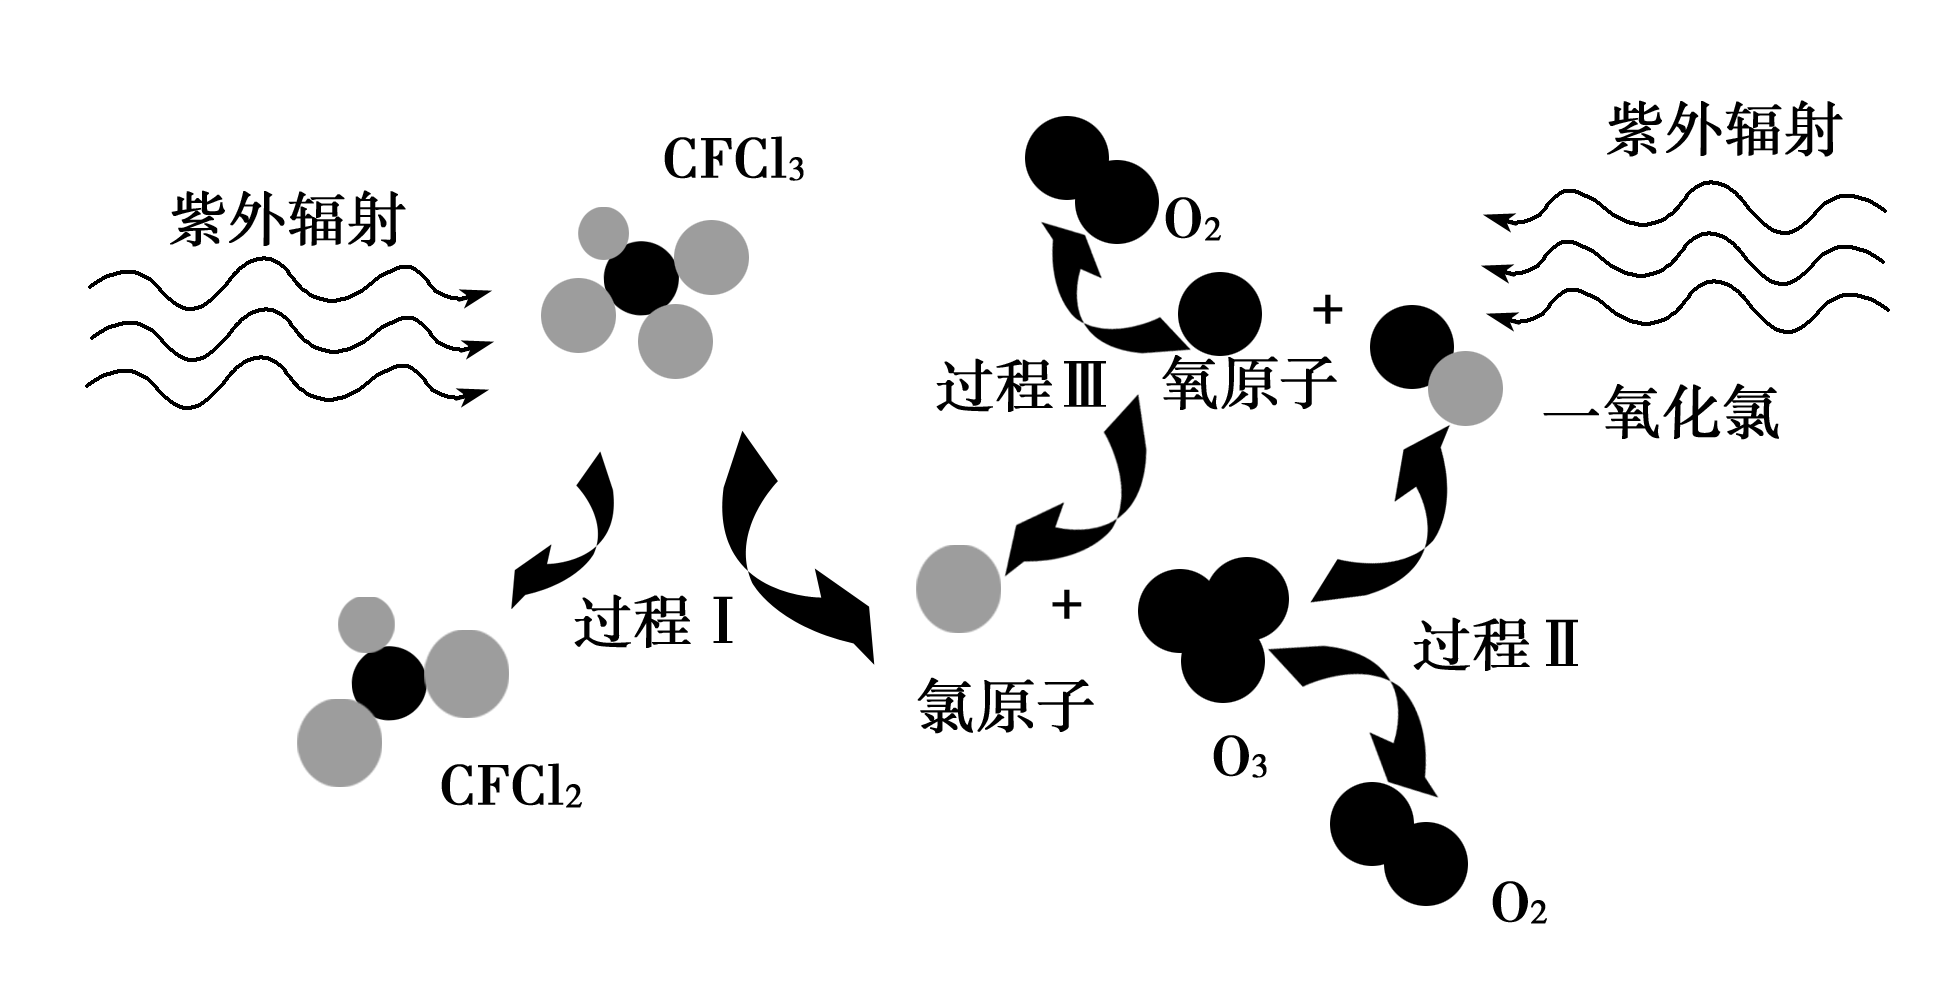 紫外辐射
CFCl₃
紫外辐射
O₂
+
过程Ⅲ
氧原子
一氧化氯
过程Ⅰ
+
过程Ⅱ
氯原子
O₃
CFCl₂
O₂